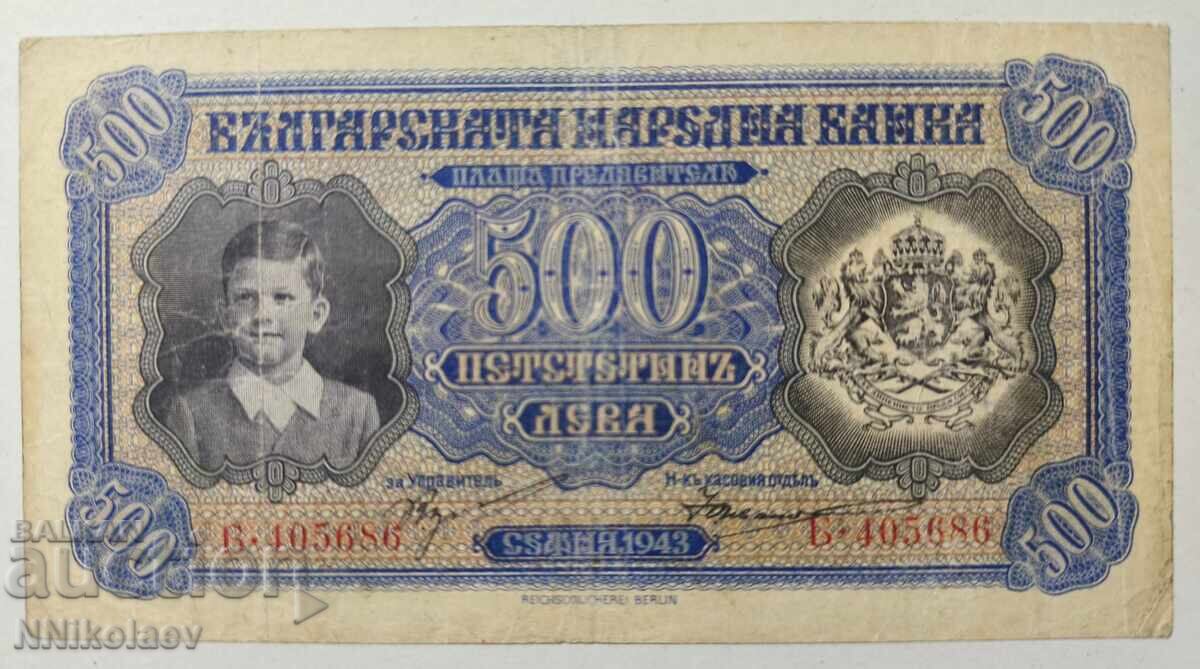 500 500
БЪЛГАРСКАТА НАРОДНА БАНКА
ПЛАЩА ПРЕДЯВИТЕЛЮ
500
ПЕТСТОТИНЪ
ЛЕВА
за Управитель Н-къ касовия отдѣлъ
Б·405686 Б·405686
СОФИЯ 1943
500 500
REICHSDRUCKEREI BERLIN
BALKAN
auction
NNikolaev